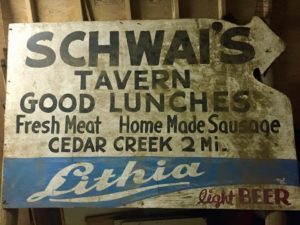 SCHWAI'S
TAVERN
GOOD LUNCHES
Fresh Meat Home Made Sausage
CEDAR CREEK 2 Mi.
Lithia
light BEER